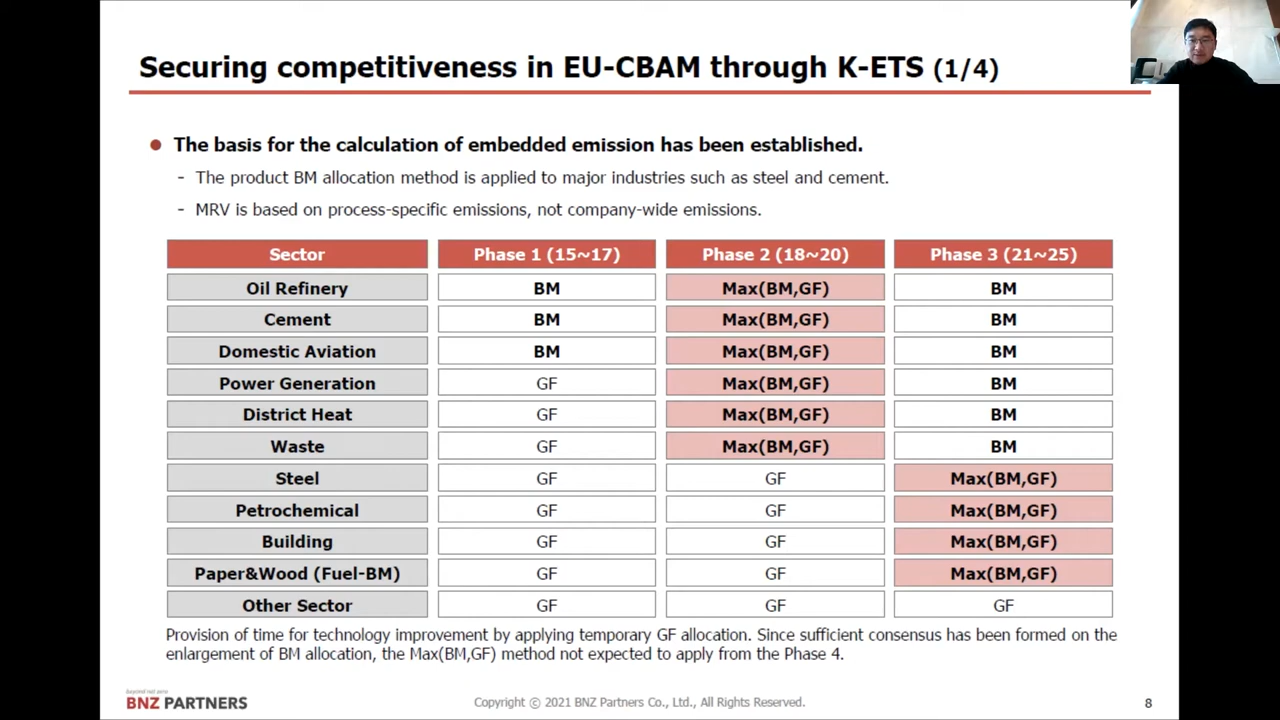 Securing competitiveness in EU-CBAM through K-ETS (1/4)
The basis for the calculation of embedded emission has been established.
- The product BM allocation method is applied to major industries such as steel and cement.
- MRV is based on process-specific emissions, not company-wide emissions.
Sector Phase 1 (15~17) Phase 2 (18~20) Phase 3 (21~25)
Oil Refinery BM Max(BM,GF) BM
Cement BM Max(BM,GF) BM
Domestic Aviation BM Max(BM,GF) BM
Power Generation GF Max(BM,GF) BM
District Heat GF Max(BM,GF) BM
Waste GF Max(BM,GF) BM
Steel GF GF Max(BM,GF)
Petrochemical GF GF Max(BM,GF)
Building GF GF Max(BM,GF)
Paper&Wood (Fuel-BM) GF GF Max(BM,GF)
Other Sector GF GF GF
Provision of time for technology improvement by applying temporary GF allocation. Since sufficient consensus has been formed on the
enlargement of BM allocation, the Max(BM,GF) method not expected to apply from the Phase 4.
beyond net zero
BNZ PARTNERS
Copyright ⓒ 2021 BNZ Partners Co., Ltd., All Rights Reserved.
8